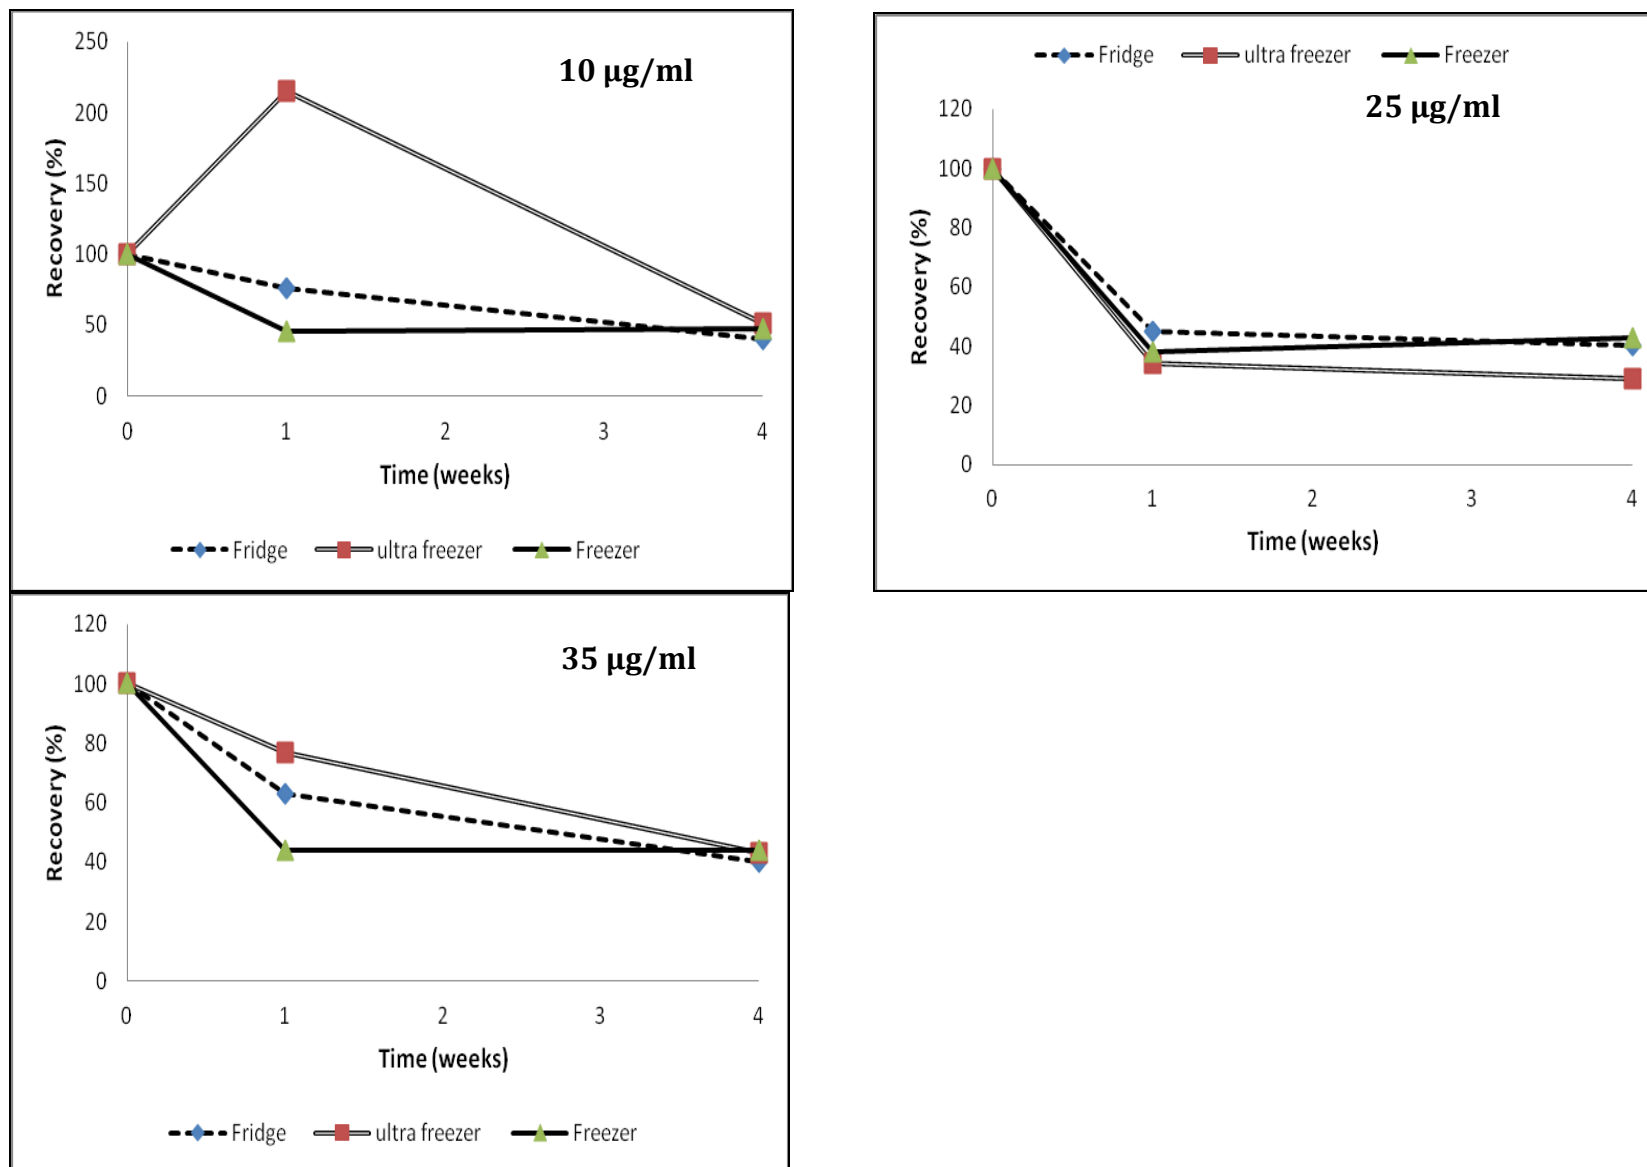 10 µg/ml
250
200
150
100
50
0
Recovery (%)
0 1 2 3 4
Time (weeks)
Fridge ultra freezer Freezer
Fridge ultra freezer Freezer
25 µg/ml
120
100
80
60
40
20
0
Recovery (%)
0 1 2 3 4
Time (weeks)
35 µg/ml
120
100
80
60
40
20
0
Recovery (%)
0 1 2 3 4
Time (weeks)
Fridge ultra freezer Freezer